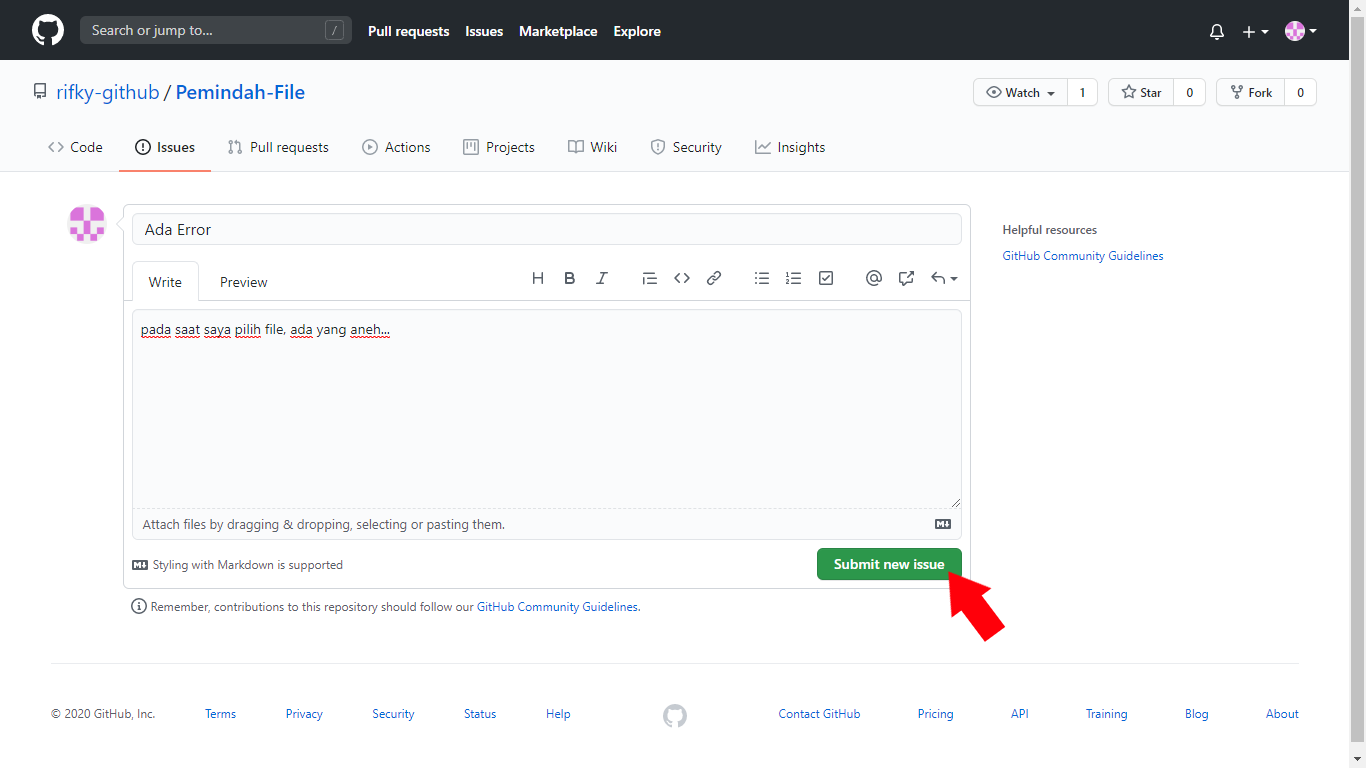 Search or jump to... /
Pull requests Issues Marketplace Explore
rifky-github / Pemindah-File
Watch 1 Star 0 Fork 0
Code Issues Pull requests Actions Projects Wiki Security Insights
Ada Error
Write Preview
pada saat saya pilih file, ada yang aneh...
Attach files by dragging & dropping, selecting or pasting them.
Styling with Markdown is supported
Submit new issue
Remember, contributions to this repository should follow our GitHub Community Guidelines.
Helpful resources
GitHub Community Guidelines
© 2020 GitHub, Inc. Terms Privacy Security Status Help Contact GitHub Pricing API Training Blog About